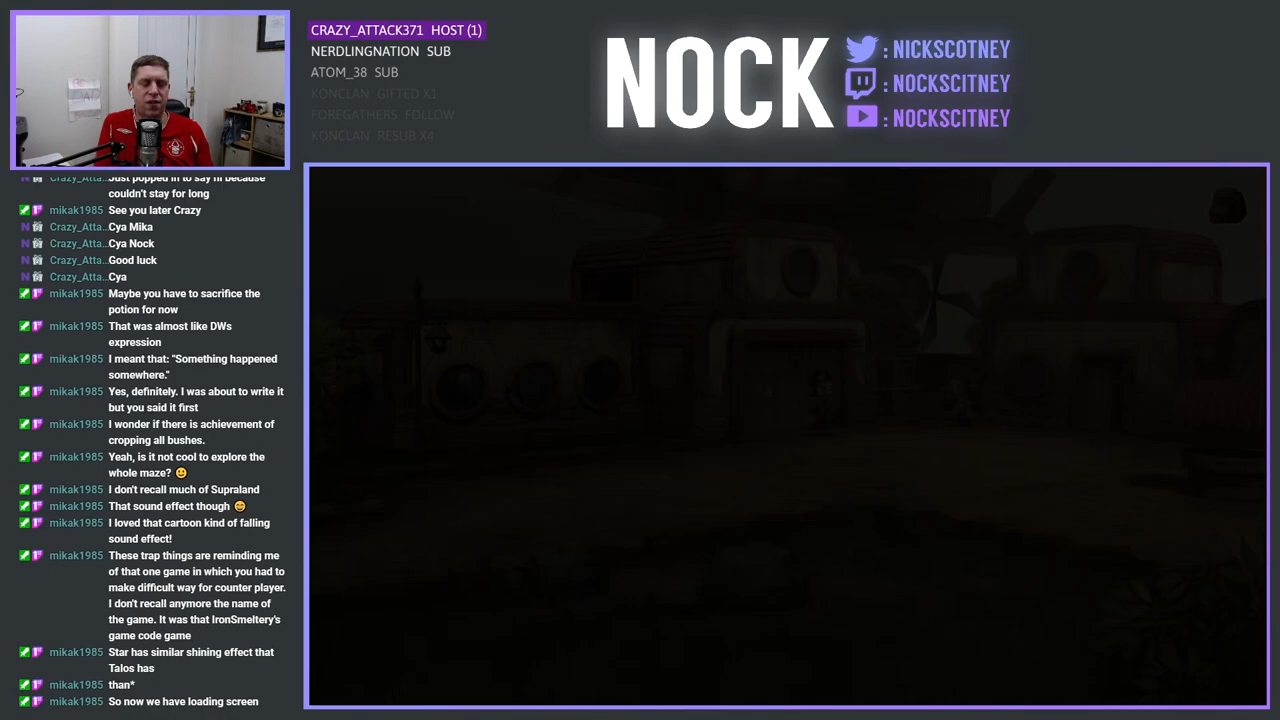 CRAZY_ATTACK371 HOST (1)
NERDLINGNATION SUB
ATOM_38 SUB
KONCLAN GIFTED X1
FOREGATHERS FOLLOW
KONCLAN RESUB X4
NOCK
: NICKSCOTNEY
: NOCKSCITNEY
: NOCKSCITNEY
Crazy_Atta...Just popped in to say hi because
couldn't stay for long
mikak1985 See you later Crazy
Crazy_Atta...Cya Mika
Crazy_Atta...Cya Nock
Crazy_Atta...Good luck
Crazy_Atta...Cya
mikak1985 Maybe you have to sacrifice the
potion for now
mikak1985 That was almost like DWs
expression
mikak1985 I meant that: "Something happened
somewhere."
mikak1985 Yes, definitely. I was about to write it
but you said it first
mikak1985 I wonder if there is achievement of
cropping all bushes.
mikak1985 Yeah, is it not cool to explore the
whole maze? 🙂
mikak1985 I don't recall much of Supraland
mikak1985 That sound effect though 😄
mikak1985 I loved that cartoon kind of falling
sound effect!
mikak1985 These trap things are reminding me
of that one game in which you had to
make difficult way for counter player.
I don't recall anymore the name of
the game. It was that IronSmeltery's
game code game
mikak1985 Star has similar shining effect that
Talos has
mikak1985 than*
mikak1985 So now we have loading screen